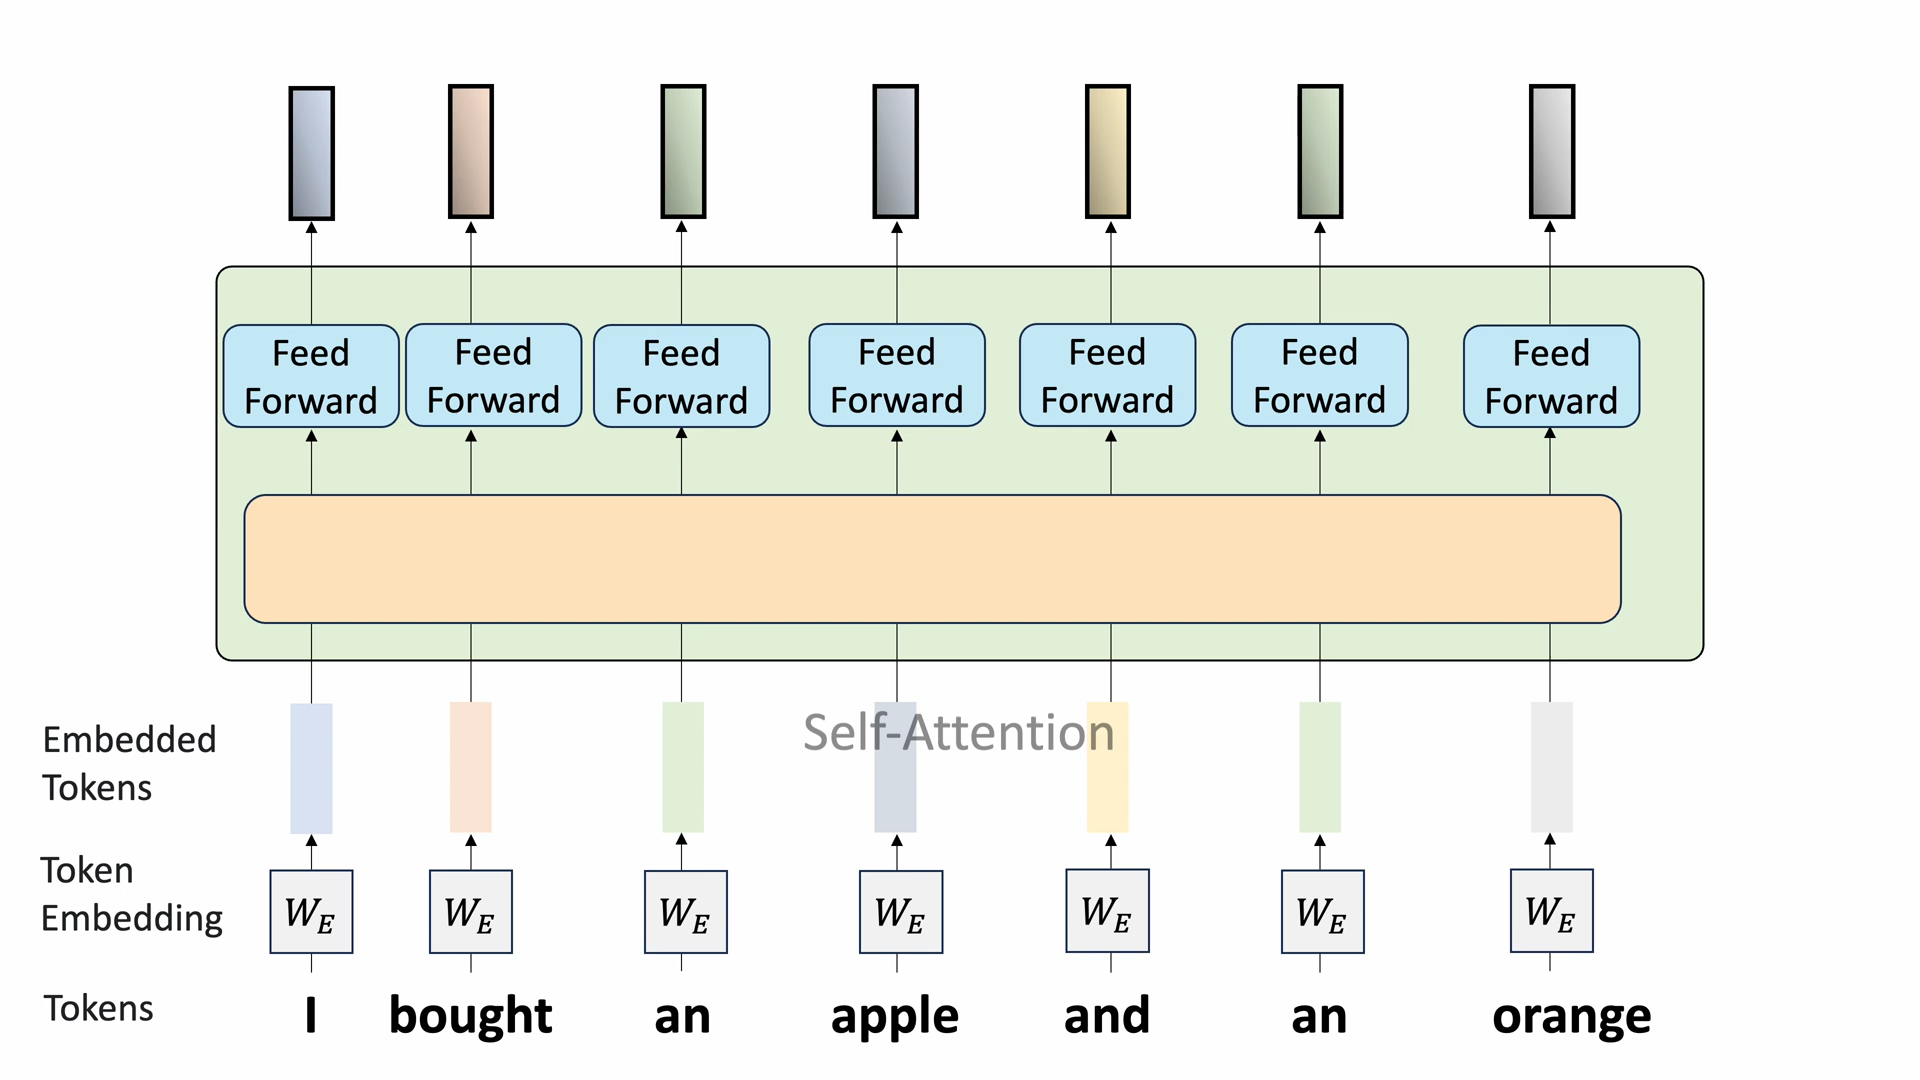 Feed
Forward
Feed
Forward
Feed
Forward
Feed
Forward
Feed
Forward
Feed
Forward
Feed
Forward
Embedded
Tokens
Self-Attention
Token
Embedding
W_E
W_E
W_E
W_E
W_E
W_E
W_E
Tokens
I bought an apple and an orange